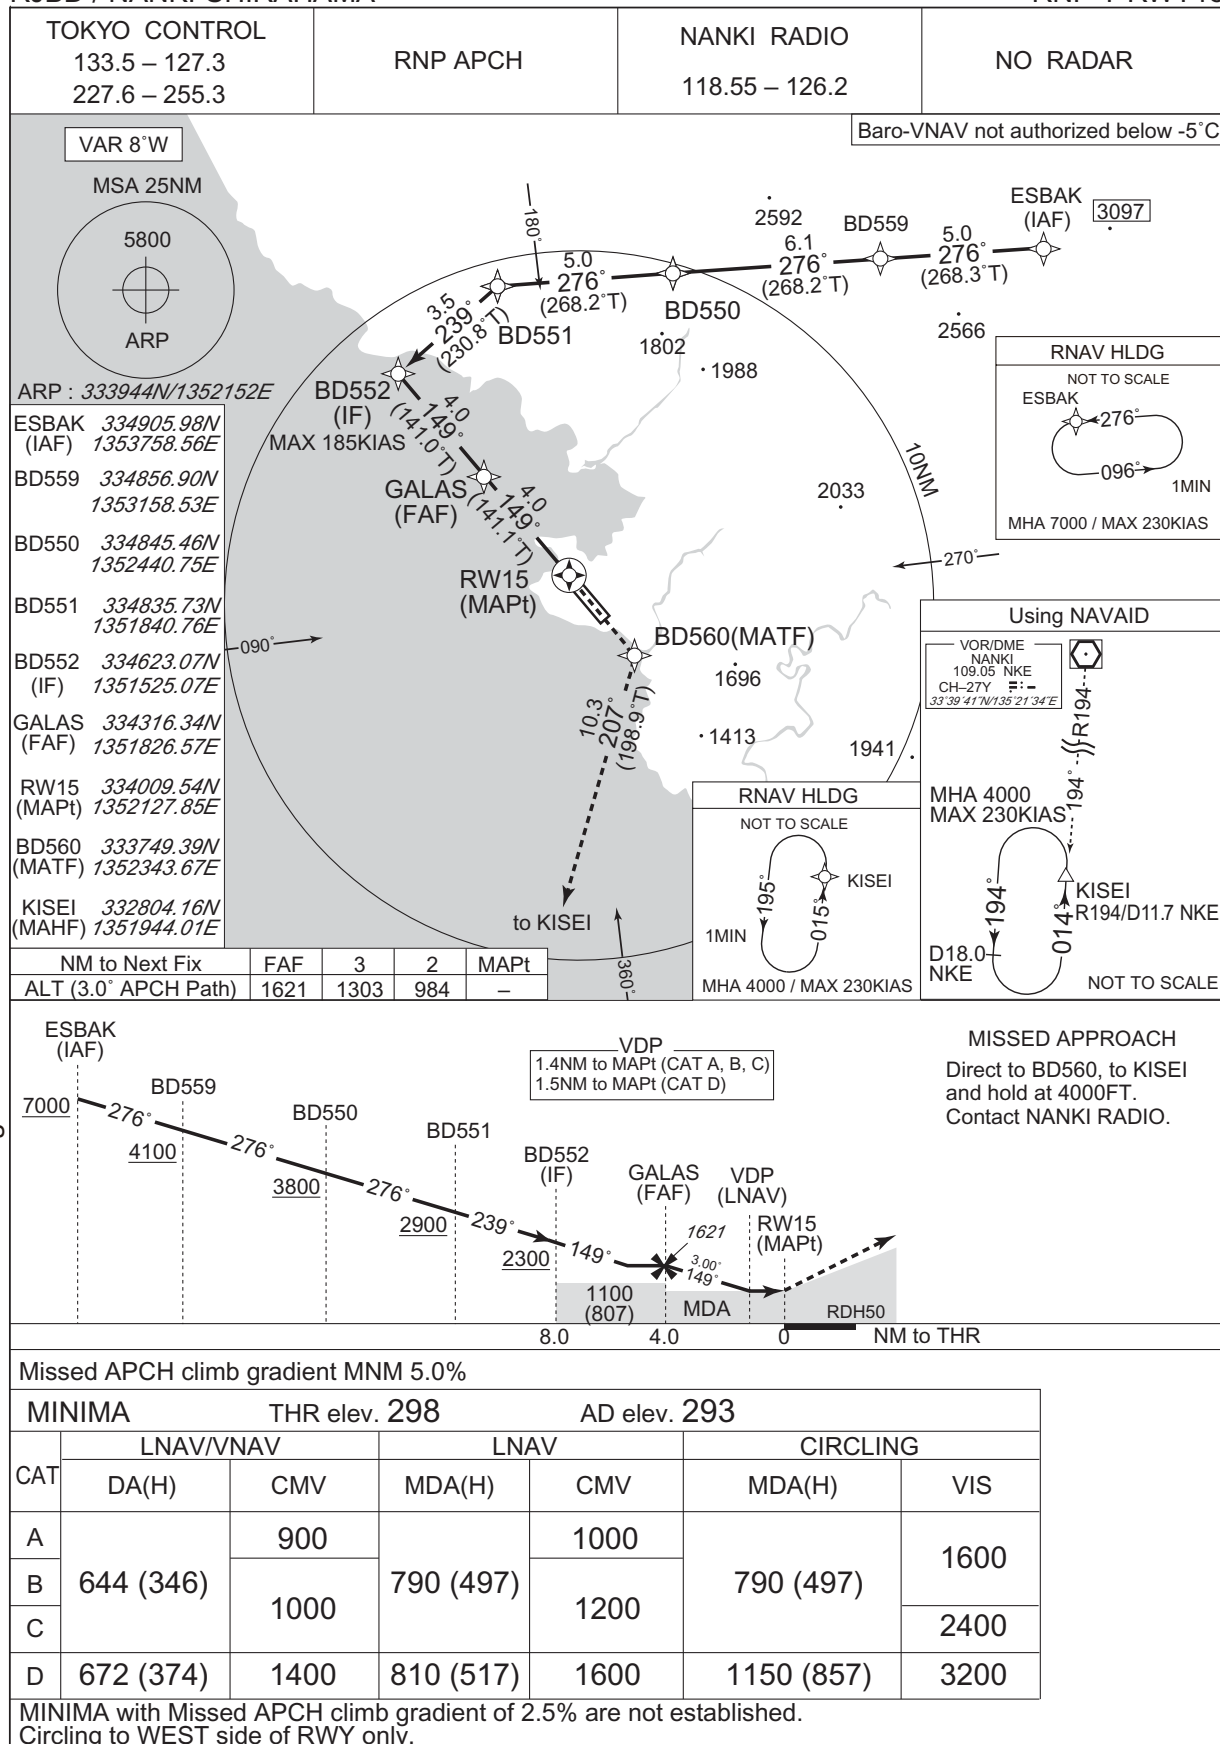 TOKYO CONTROL
133.5 – 127.3
227.6 – 255.3
RNP APCH
NANKI RADIO
118.55 – 126.2
NO RADAR
VAR 8˚W
Baro-VNAV not authorized below -5˚C
MSA 25NM
5800
ARP
ARP : 333944N/1352152E
ESBAK 334905.98N
(IAF) 1353758.56E
BD559 334856.90N
1353158.53E
BD550 334845.46N
1352440.75E
BD551 334835.73N
1351840.76E
BD552 334623.07N
(IF) 1351525.07E
GALAS 334316.34N
(FAF) 1351826.57E
RW15 334009.54N
(MAPt) 1352127.85E
BD560 333749.39N
(MATF) 1352343.67E
KISEI 332804.16N
(MAHF) 1351944.01E
180˚
2592
BD559
ESBAK
(IAF)
3097
5.0
276˚
(268.3˚T)
6.1
276˚
(268.2˚T)
5.0
276˚
(268.2˚T)
BD550
BD551
3.5
239˚
(230.8˚T)
1802
1988
2566
BD552
(IF)
MAX 185KIAS
4.0
149˚
(141.0˚T)
GALAS
(FAF)
4.0
149˚
(141.1˚T)
RW15
(MAPt)
2033
10NM
270˚
090˚
BD560(MATF)
1696
1413
1941
10.3
207˚
(198.9˚T)
to KISEI
360˚
RNAV HLDG
NOT TO SCALE
ESBAK
276˚
096˚
1MIN
MHA 7000 / MAX 230KIAS
Using NAVAID
VOR/DME
NANKI
109.05 NKE
CH–27Y
33˚39'41"N/135˚21'34"E
R194
194˚
MHA 4000
MAX 230KIAS
194˚
014˚
KISEI
R194/D11.7 NKE
D18.0
NKE
NOT TO SCALE
RNAV HLDG
NOT TO SCALE
195˚
015˚
KISEI
1MIN
MHA 4000 / MAX 230KIAS
NM to Next Fix FAF 3 2 MAPt
ALT (3.0˚ APCH Path) 1621 1303 984 –
ESBAK
(IAF)
7000
276˚
BD559
4100
276˚
BD550
3800
276˚
BD551
2900
239˚
BD552
(IF)
2300
149˚
GALAS
(FAF)
1621
3.00˚
149˚
VDP
(LNAV)
RW15
(MAPt)
VDP
1.4NM to MAPt (CAT A, B, C)
1.5NM to MAPt (CAT D)
1100
(807)
MDA
RDH50
8.0 4.0 0 NM to THR
MISSED APPROACH
Direct to BD560, to KISEI
and hold at 4000FT.
Contact NANKI RADIO.
Missed APCH climb gradient MNM 5.0%
MINIMA THR elev. 298 AD elev. 293
CAT LNAV/VNAV LNAV CIRCLING
DA(H) CMV MDA(H) CMV MDA(H) VIS
A 900 1000 1600
B 644 (346) 1000 790 (497) 1200 790 (497)
C 2400
D 672 (374) 1400 810 (517) 1600 1150 (857) 3200
MINIMA with Missed APCH climb gradient of 2.5% are not established.
Circling to WEST side of RWY only.